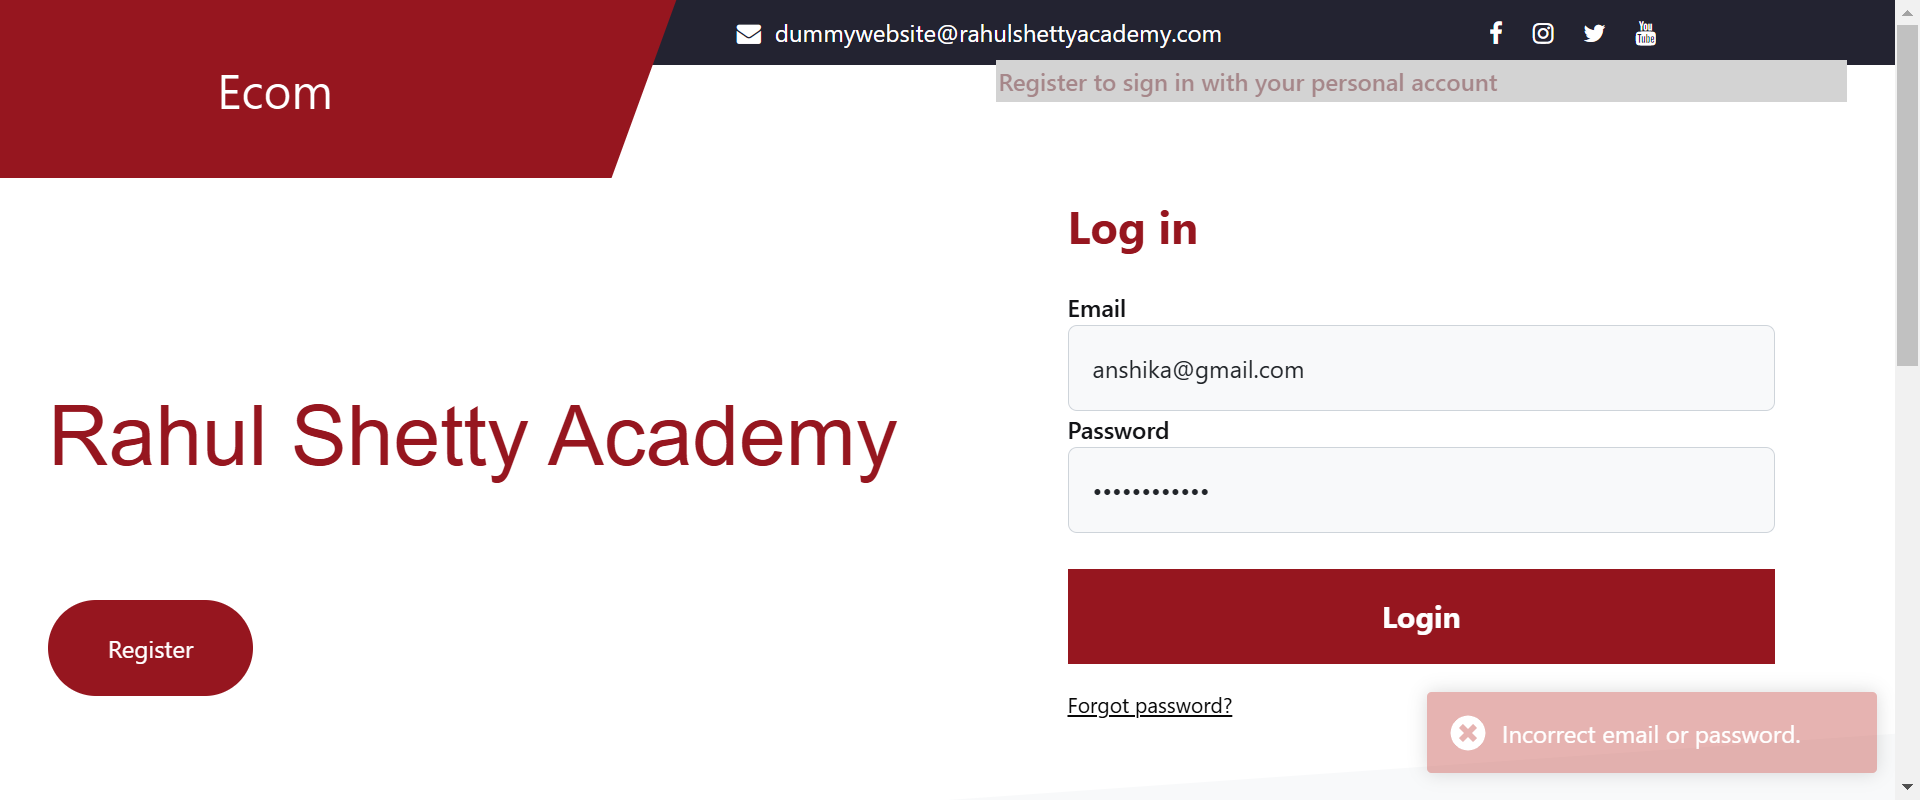 Ecom
dummywebsite@rahulshettyacademy.com
You
Tube
Register to sign in with your personal account
Log in
Email
anshika@gmail.com
Password
••••••••••••
Login
Forgot password?
Rahul Shetty Academy
Register
Incorrect email or password.